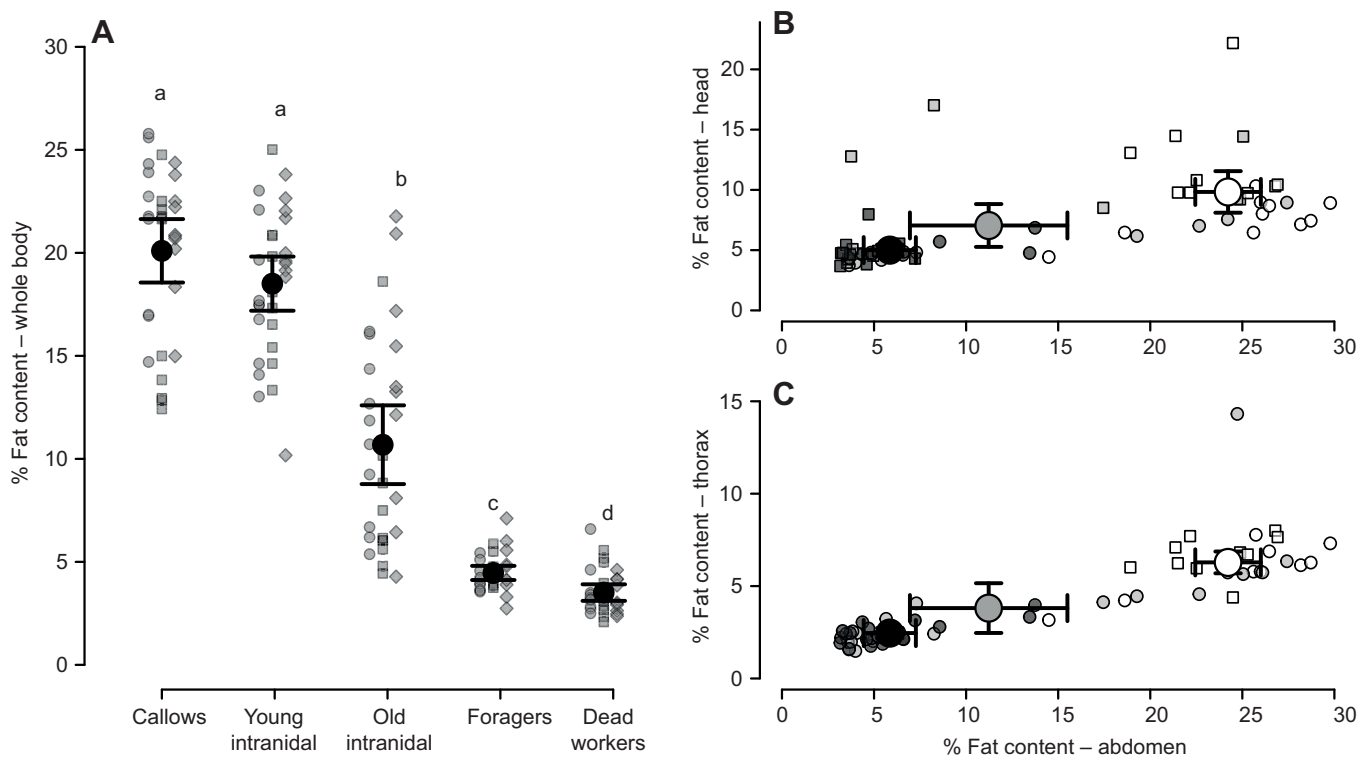 A
% Fat content – whole body
30
25
20
15
10
5
0
a
a
b
c
d
Callows
Young
intranidal
Old
intranidal
Foragers
Dead
workers
B
% Fat content – head
20
15
10
5
0
0 5 10 15 20 25 30
C
% Fat content – thorax
15
10
5
0
0 5 10 15 20 25 30
% Fat content – abdomen